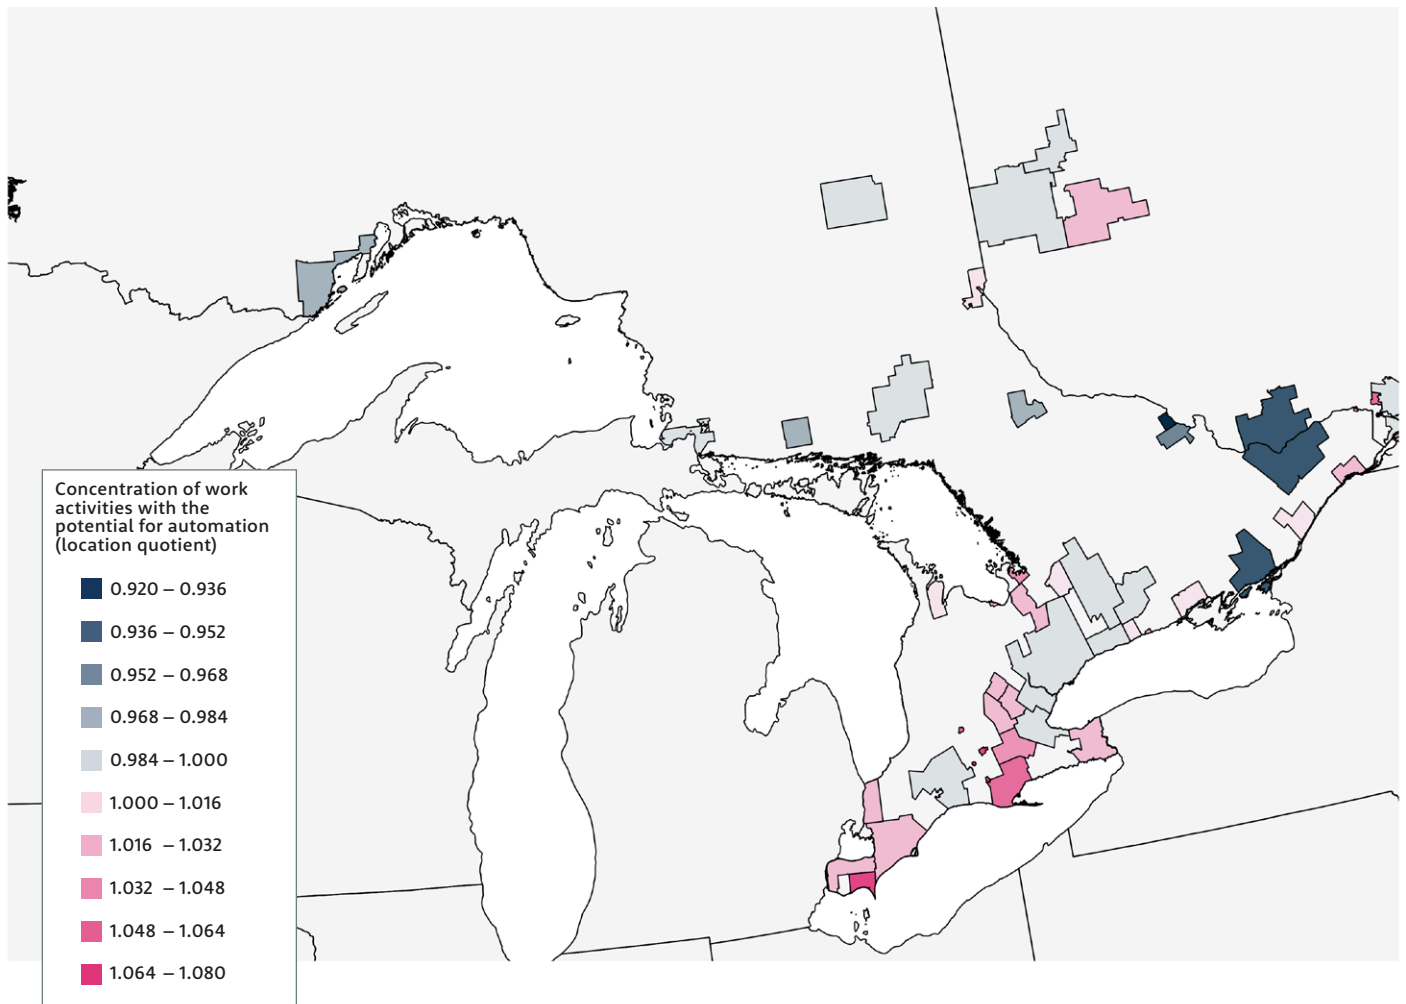 Concentration of work
activities with the
potential for automation
(location quotient)
0.920 – 0.936
0.936 – 0.952
0.952 – 0.968
0.968 – 0.984
0.984 – 1.000
1.000 – 1.016
1.016 – 1.032
1.032 – 1.048
1.048 – 1.064
1.064 – 1.080